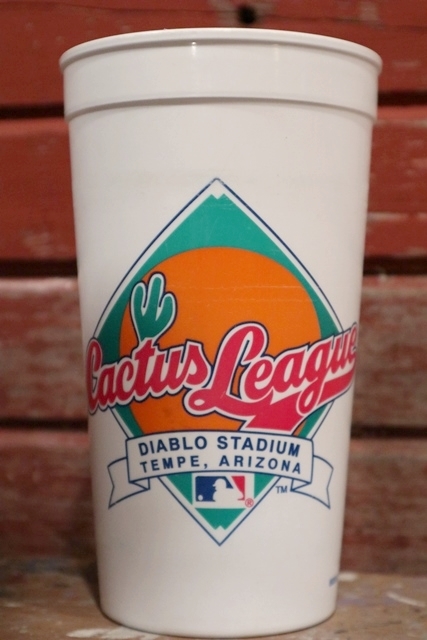 Cactus League
DIABLO STADIUM
TEMPE, ARIZONA
TM
®